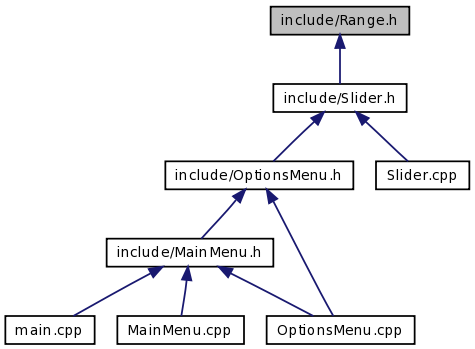 include/Range.h
include/Slider.h
include/OptionsMenu.h
Slider.cpp
include/MainMenu.h
main.cpp
MainMenu.cpp
OptionsMenu.cpp